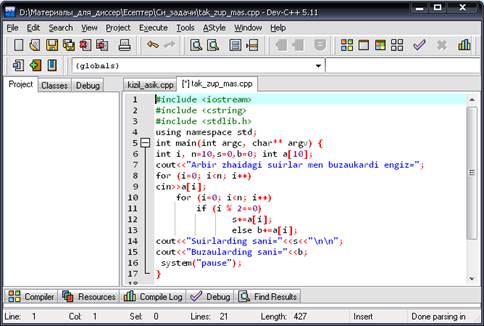 D:\Материалы_для_диссер\Есептер\Си_задачи\tak_zup_mas.cpp - Dev-C++ 5.11
File Edit Search View Project Execute Tools AStyle Window Help
(globals)
Project Classes Debug kizil_asik.cpp [*] tak_zup_mas.cpp
1 #include <iostream>
2 #include <cstring>
3 #include <stdlib.h>
4 using namespace std;
5 int main(int argc, char** argv) {
6 int i, n=10,s=0,b=0; int a[10];
7 cout<<"Arbir zhaidagi suirlar men buzaukardi engiz=";
8 for (i=0; i<n; i++)
9 cin>>a[i];
10 for (i=0; i<n; i++)
11 if (i % 2==0)
12 s+=a[i];
13 else b+=a[i];
14 cout<<"Suirlarding sani="<<s<<"\n\n";
15 cout<<"Buzaularding sani="<<b;
16 system("pause");
17 }
18
Compiler Resources Compile Log Debug Find Results
Line: 1 Col: 1 Sel: 0 Lines: 21 Length: 427 Insert Done parsing in